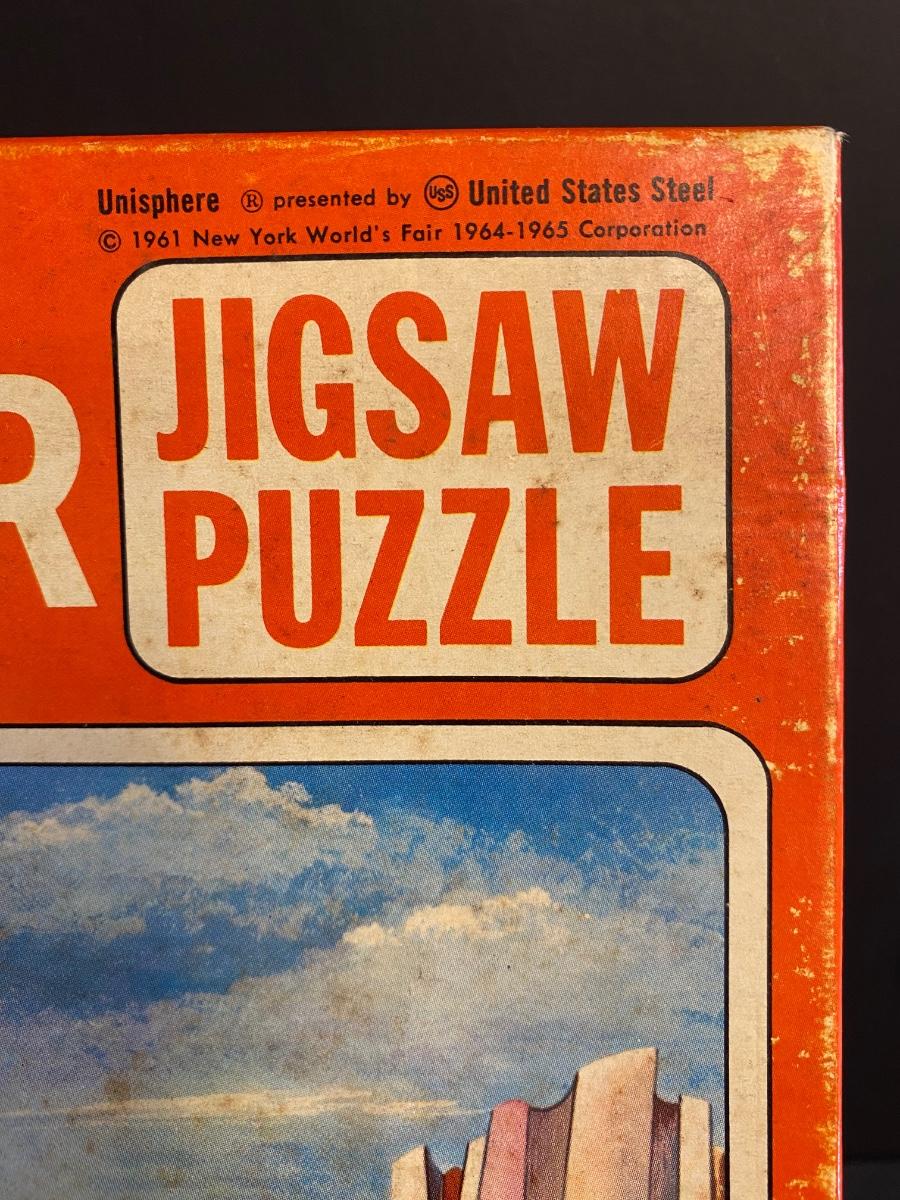 Unisphere ® presented by USS United States Steel
© 1961 New York World's Fair 1964-1965 Corporation
R
JIGSAW
PUZZLE